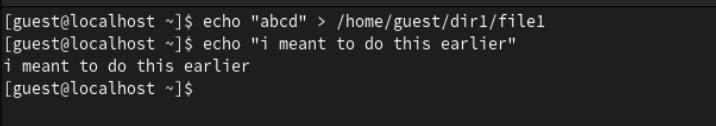 [guest@localhost ~]$ echo "abcd" > /home/guest/dir1/file1
[guest@localhost ~]$ echo "i meant to do this earlier"
i meant to do this earlier
[guest@localhost ~]$